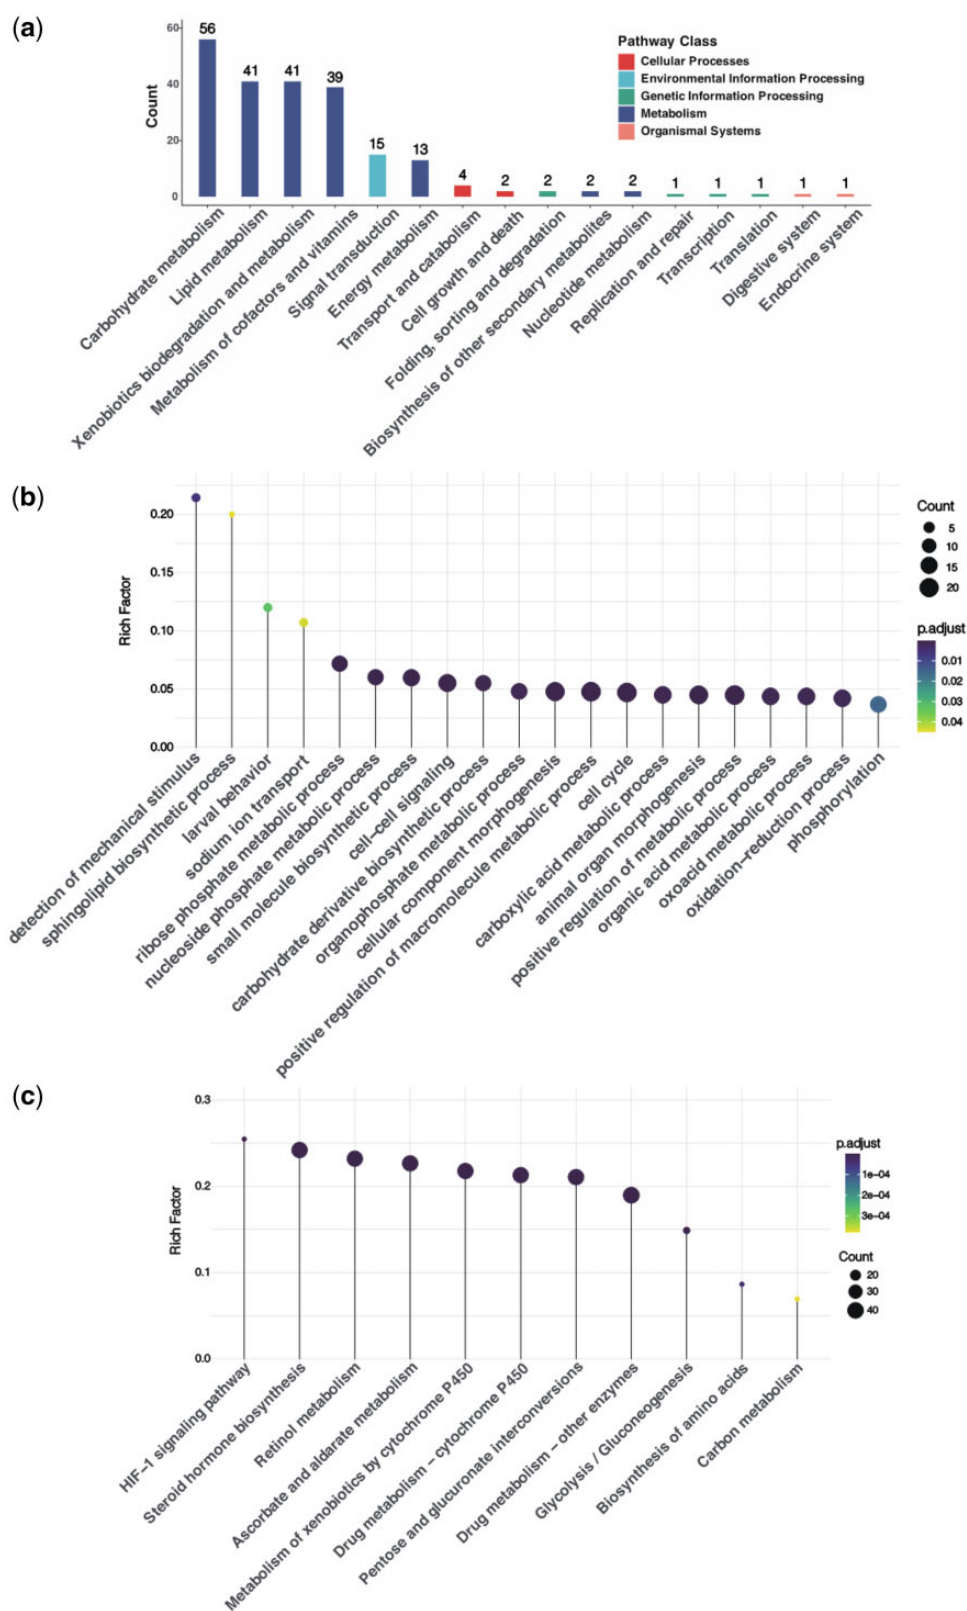 (a)
Count
60
40
20
0
56
41
41
39
15
13
4
2
2
2
2
1
1
1
1
1
Pathway Class
Cellular Processes
Environmental Information Processing
Genetic Information Processing
Metabolism
Organismal Systems
Carbohydrate metabolism
Lipid metabolism
Xenobiotics biodegradation and metabolism
Metabolism of cofactors and vitamins
Signal transduction
Energy metabolism
Transport and catabolism
Cell growth and death
Folding, sorting and degradation
Biosynthesis of other secondary metabolites
Nucleotide metabolism
Replication and repair
Transcription
Translation
Digestive system
Endocrine system
(b)
Rich Factor
0.20
0.15
0.10
0.05
0.00
Count
5
10
15
20
p.adjust
0.01
0.02
0.03
0.04
detection of mechanical stimulus
sphingolipid biosynthetic process
larval behavior
sodium ion transport
ribose phosphate metabolic process
nucleoside phosphate metabolic process
small molecule biosynthetic process
cell−cell signaling
carbohydrate derivative biosynthetic process
organophosphate metabolic process
cellular component morphogenesis
positive regulation of macromolecule metabolic process
cell cycle
carboxylic acid metabolic process
animal organ morphogenesis
positive regulation of metabolic process
organic acid metabolic process
oxoacid metabolic process
oxidation−reduction process
phosphorylation
(c)
Rich Factor
0.3
0.2
0.1
0.0
p.adjust
1e−04
2e−04
3e−04
Count
20
30
40
HIF−1 signaling pathway
Steroid hormone biosynthesis
Retinol metabolism
Ascorbate and aldarate metabolism
Metabolism of xenobiotics by cytochrome P450
Drug metabolism − cytochrome P450
Pentose and glucuronate interconversions
Drug metabolism − other enzymes
Glycolysis / Gluconeogenesis
Biosynthesis of amino acids
Carbon metabolism